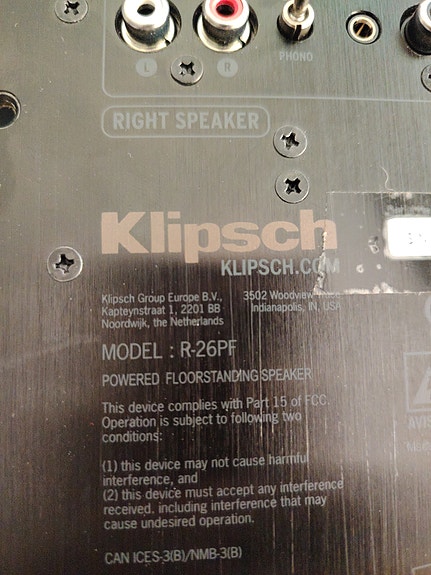 L R PHONO
RIGHT SPEAKER
Klipsch
KLIPSCH.COM
Klipsch Group Europe B.V.,
Kapteynstraat 1, 2201 BB
Noordwijk, the Netherlands
3502 Woodview
Indianapolis, IN, USA
MODEL : R-26PF
POWERED FLOORSTANDING SPEAKER
This device complies with Part 15 of FCC.
Operation is subject to following two
conditions:
(1) this device may not cause harmful
interference, and
(2) this device must accept any interference
received, including interference that may
cause undesired operation.
CAN ICES-3(B)/NMB-3(B)